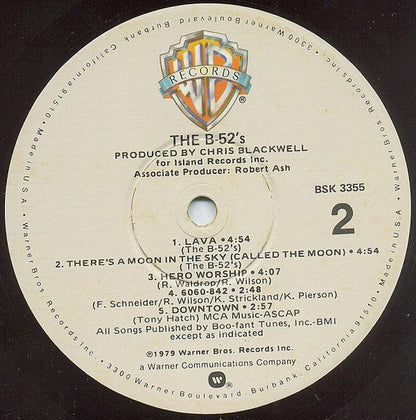 WB
RECORDS
®
THE B-52's
PRODUCED BY CHRIS BLACKWELL
for Island Records Inc.
Associate Producer: Robert Ash
BSK 3355
2
1. LAVA • 4:54
(The B-52's)
2. THERE'S A MOON IN THE SKY (CALLED THE MOON) • 4:54
(The B-52's)
3. HERO WORSHIP • 4:07
(R. Waldrop/R. Wilson)
4. 6060-842 • 2:48
(F. Schneider/R. Wilson/K. Strickland/K. Pierson)
5. DOWNTOWN • 2:57
(Tony Hatch) MCA Music-ASCAP
All Songs Published by Boo-fant Tunes, Inc-BMI
except as indicated
©1979 Warner Bros. Records Inc.
a Warner Communications Company
W ®
Warner Bros. Records Inc. • 3300 Warner Boulevard, Burbank, California 91510 • Made in U.S.A.